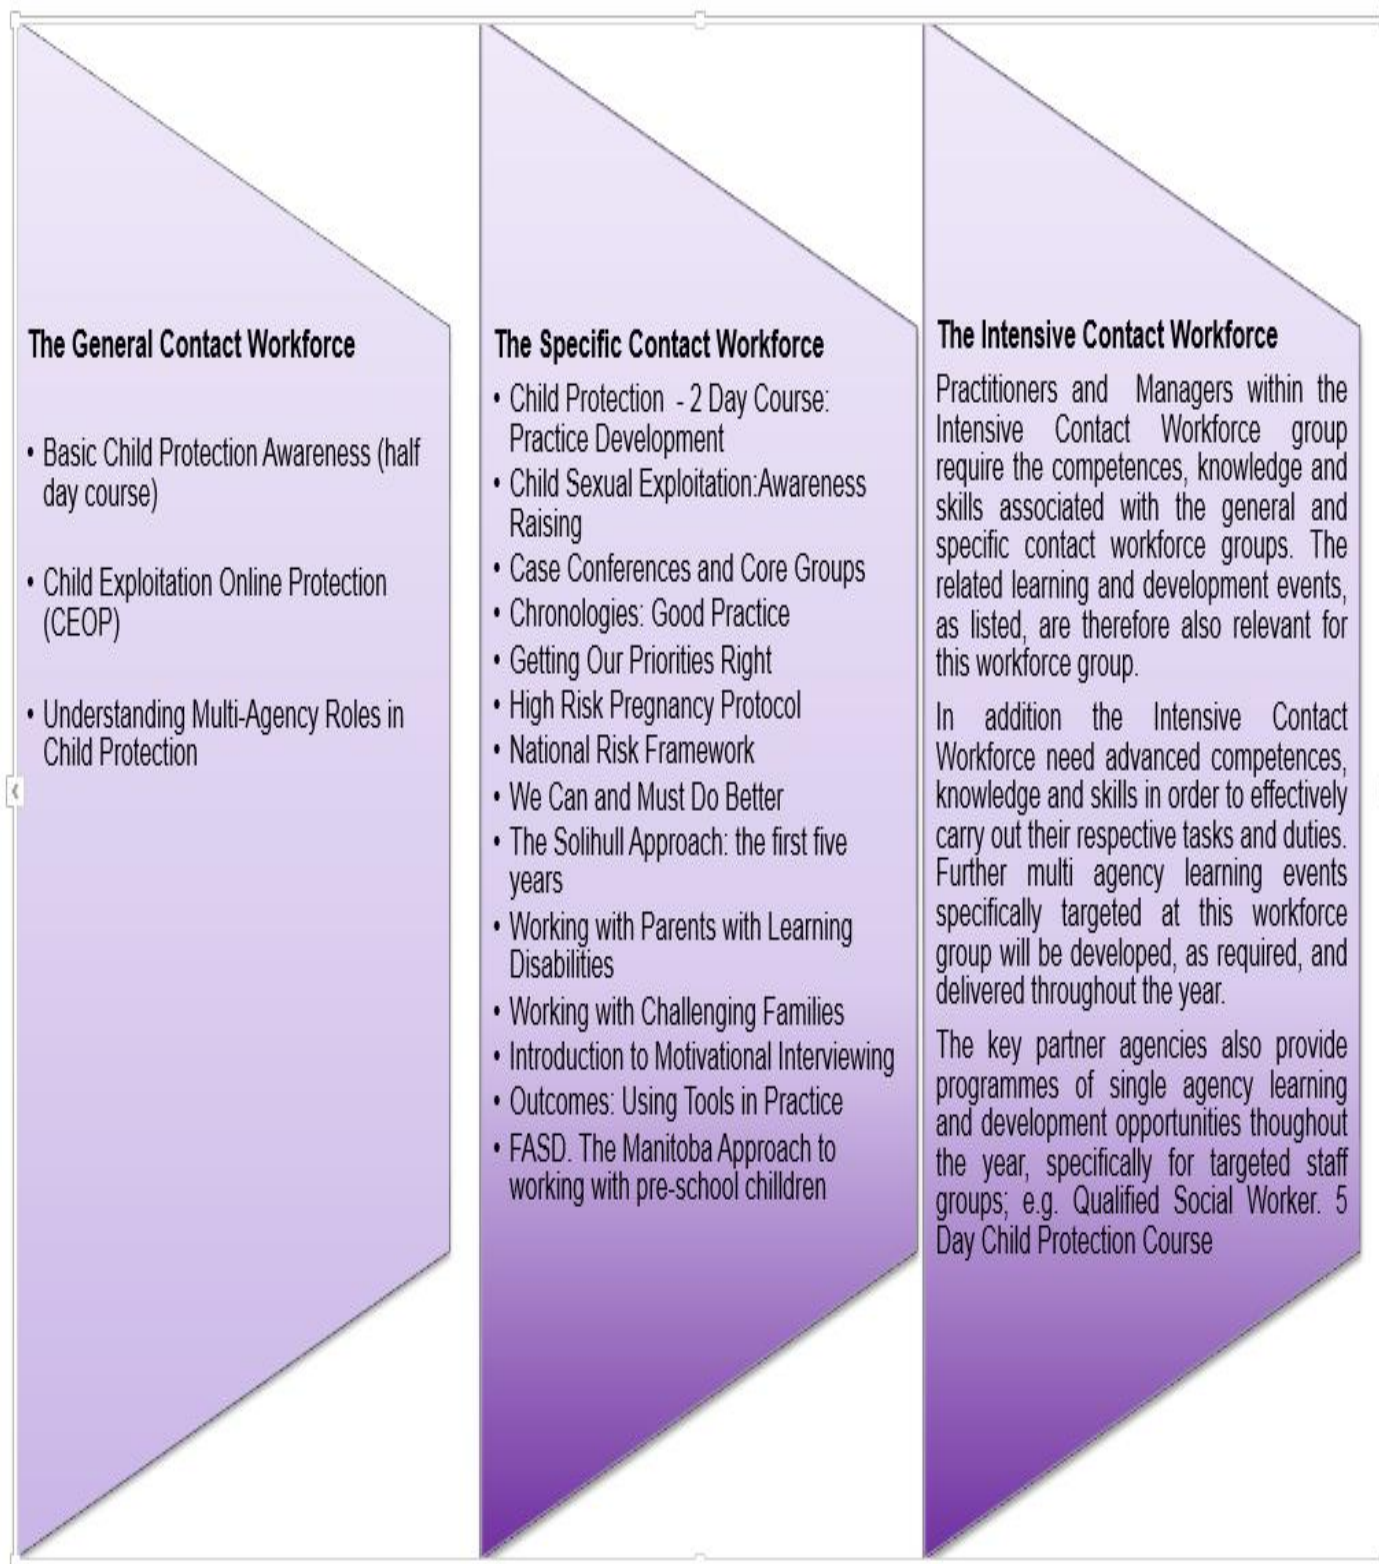 The General Contact Workforce
• Basic Child Protection Awareness (half
day course)
• Child Exploitation Online Protection
(CEOP)
• Understanding Multi-Agency Roles in
Child Protection
The Specific Contact Workforce
• Child Protection - 2 Day Course:
Practice Development
• Child Sexual Exploitation:Awareness
Raising
• Case Conferences and Core Groups
• Chronologies: Good Practice
• Getting Our Priorities Right
• High Risk Pregnancy Protocol
• National Risk Framework
• We Can and Must Do Better
• The Solihull Approach: the first five
years
• Working with Parents with Learning
Disabilities
• Working with Challenging Families
• Introduction to Motivational Interviewing
• Outcomes: Using Tools in Practice
• FASD. The Manitoba Approach to
working with pre-school chilldren
The Intensive Contact Workforce
Practitioners and Managers within the
Intensive Contact Workforce group
require the competences, knowledge and
skills associated with the general and
specific contact workforce groups. The
related learning and development events,
as listed, are therefore also relevant for
this workforce group.
In addition the Intensive Contact
Workforce need advanced competences,
knowledge and skills in order to effectively
carry out their respective tasks and duties.
Further multi agency learning events
specifically targeted at this workforce
group will be developed, as required, and
delivered throughout the year.
The key partner agencies also provide
programmes of single agency learning
and development opportunities thoughout
the year, specifically for targeted staff
groups; e.g. Qualified Social Worker. 5
Day Child Protection Course